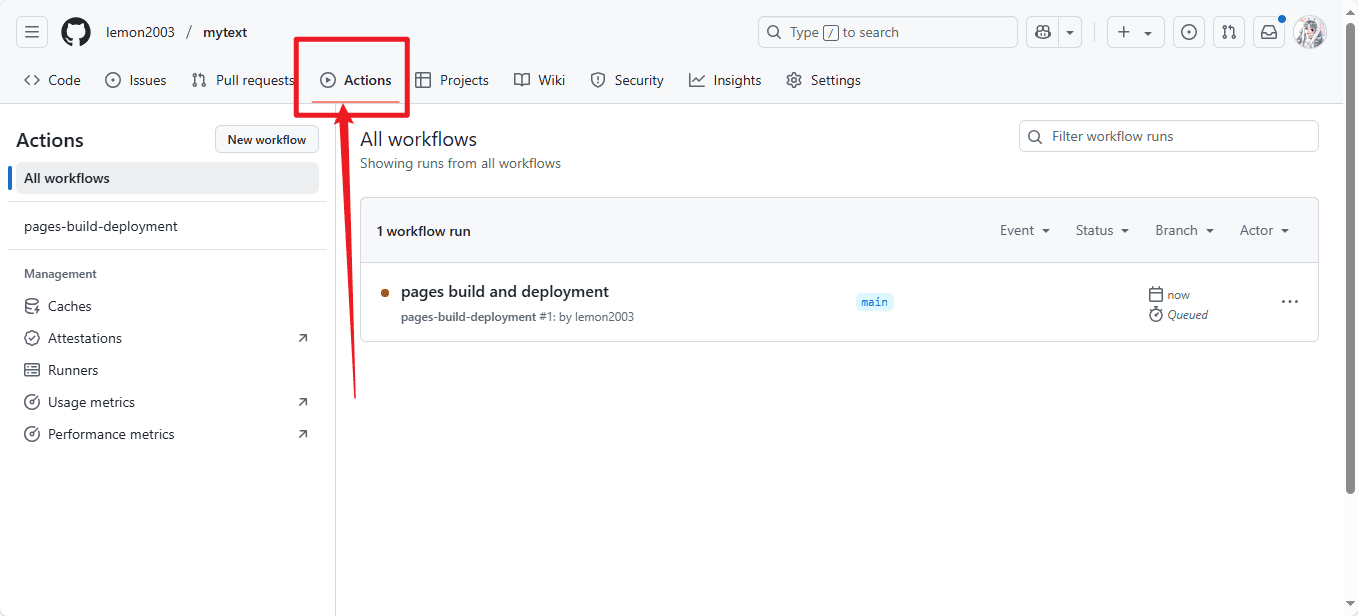 lemon2003 / mytext
Type / to search
Code Issues Pull requests Actions Projects Wiki Security Insights Settings
Actions
New workflow
All workflows
pages-build-deployment
Management
Caches
Attestations
Runners
Usage metrics
Performance metrics
All workflows
Showing runs from all workflows
Filter workflow runs
1 workflow run
Event Status Branch Actor
pages build and deployment
pages-build-deployment #1: by lemon2003
main
now
Queued